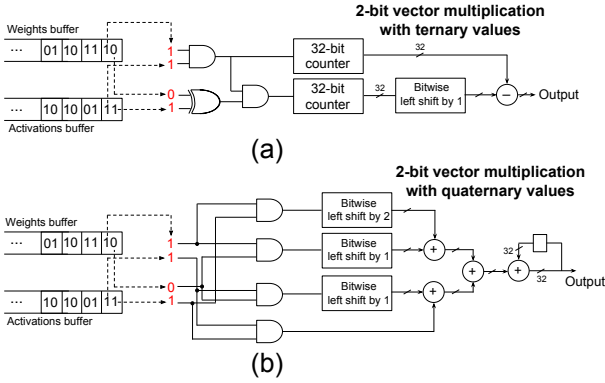 2-bit vector multiplication
with ternary values
Weights buffer
... 01 10 11 10
1
1
0
1
... 10 10 01 11
Activations buffer
32-bit
counter
32
32-bit
counter
32
Bitwise
left shift by 1
−
Output
(a)
2-bit vector multiplication
with quaternary values
Weights buffer
... 01 10 11 10
1
1
0
1
... 10 10 01 11
Activations buffer
Bitwise
left shift by 2
Bitwise
left shift by 1
Bitwise
left shift by 1
+
+
+
+
32
32
Output
(b)